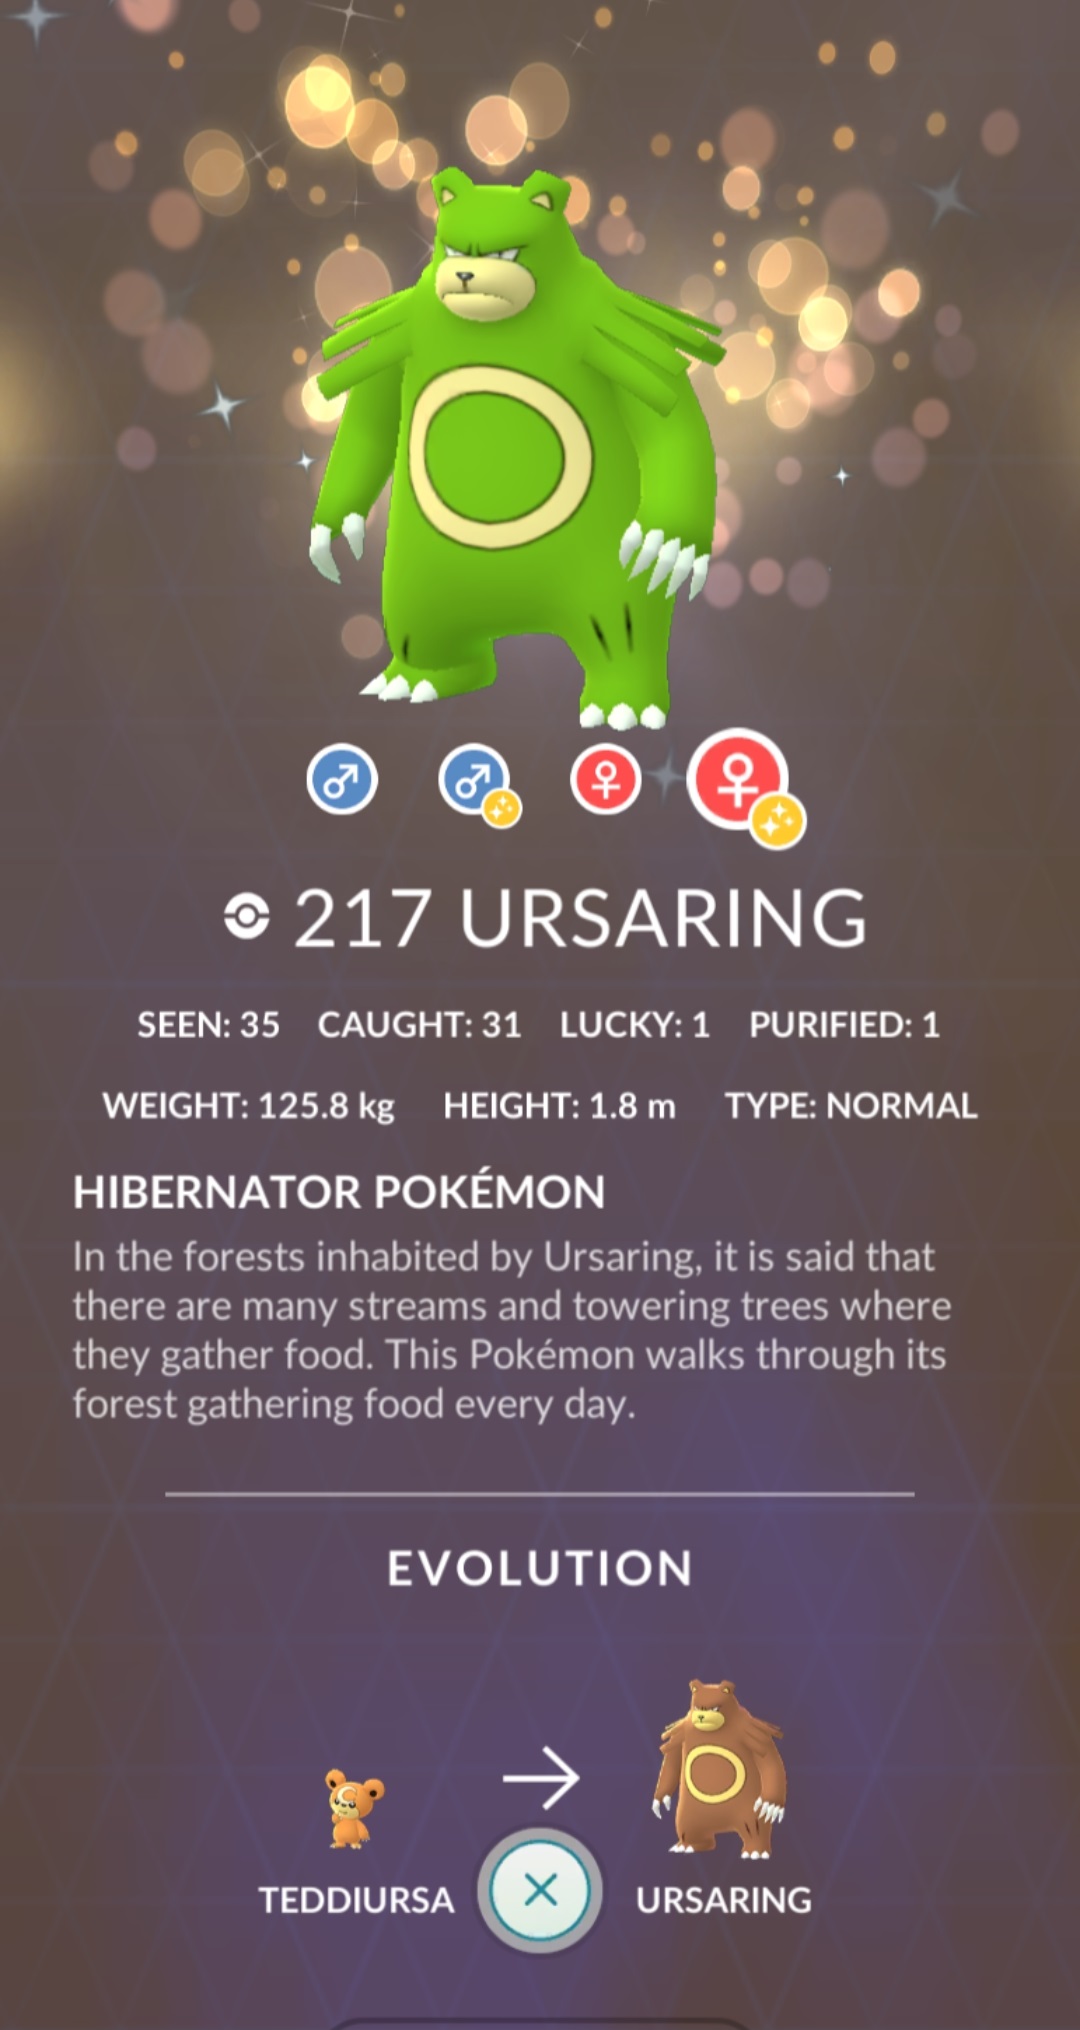 217 URSARING
SEEN: 35 CAUGHT: 31 LUCKY: 1 PURIFIED: 1
WEIGHT: 125.8 kg HEIGHT: 1.8 m TYPE: NORMAL
HIBERNATOR POKÉMON
In the forests inhabited by Ursaring, it is said that
there are many streams and towering trees where
they gather food. This Pokémon walks through its
forest gathering food every day.
EVOLUTION
TEDDIURSA URSARING